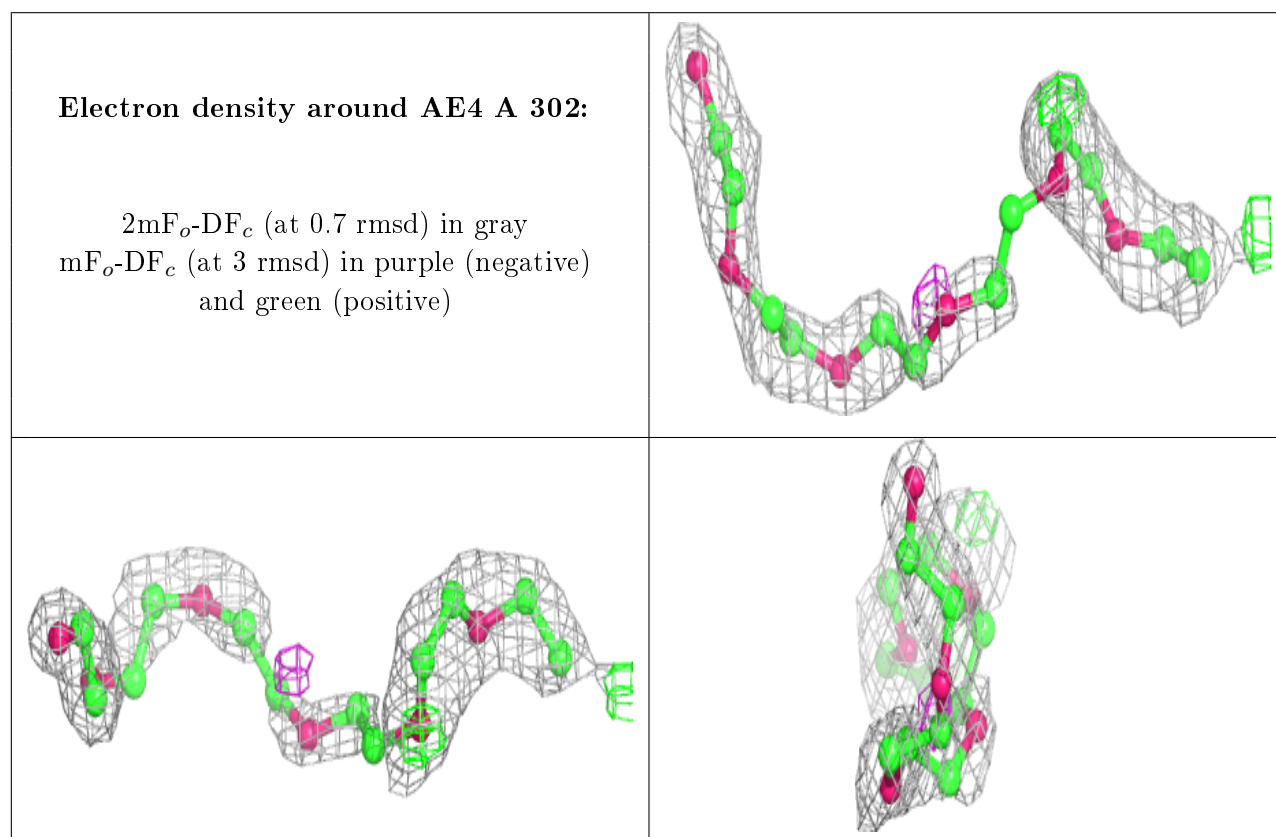 Electron density around AE4 A 302:
2mFo-DFc (at 0.7 rmsd) in gray
mFo-DFc (at 3 rmsd) in purple (negative)
and green (positive)